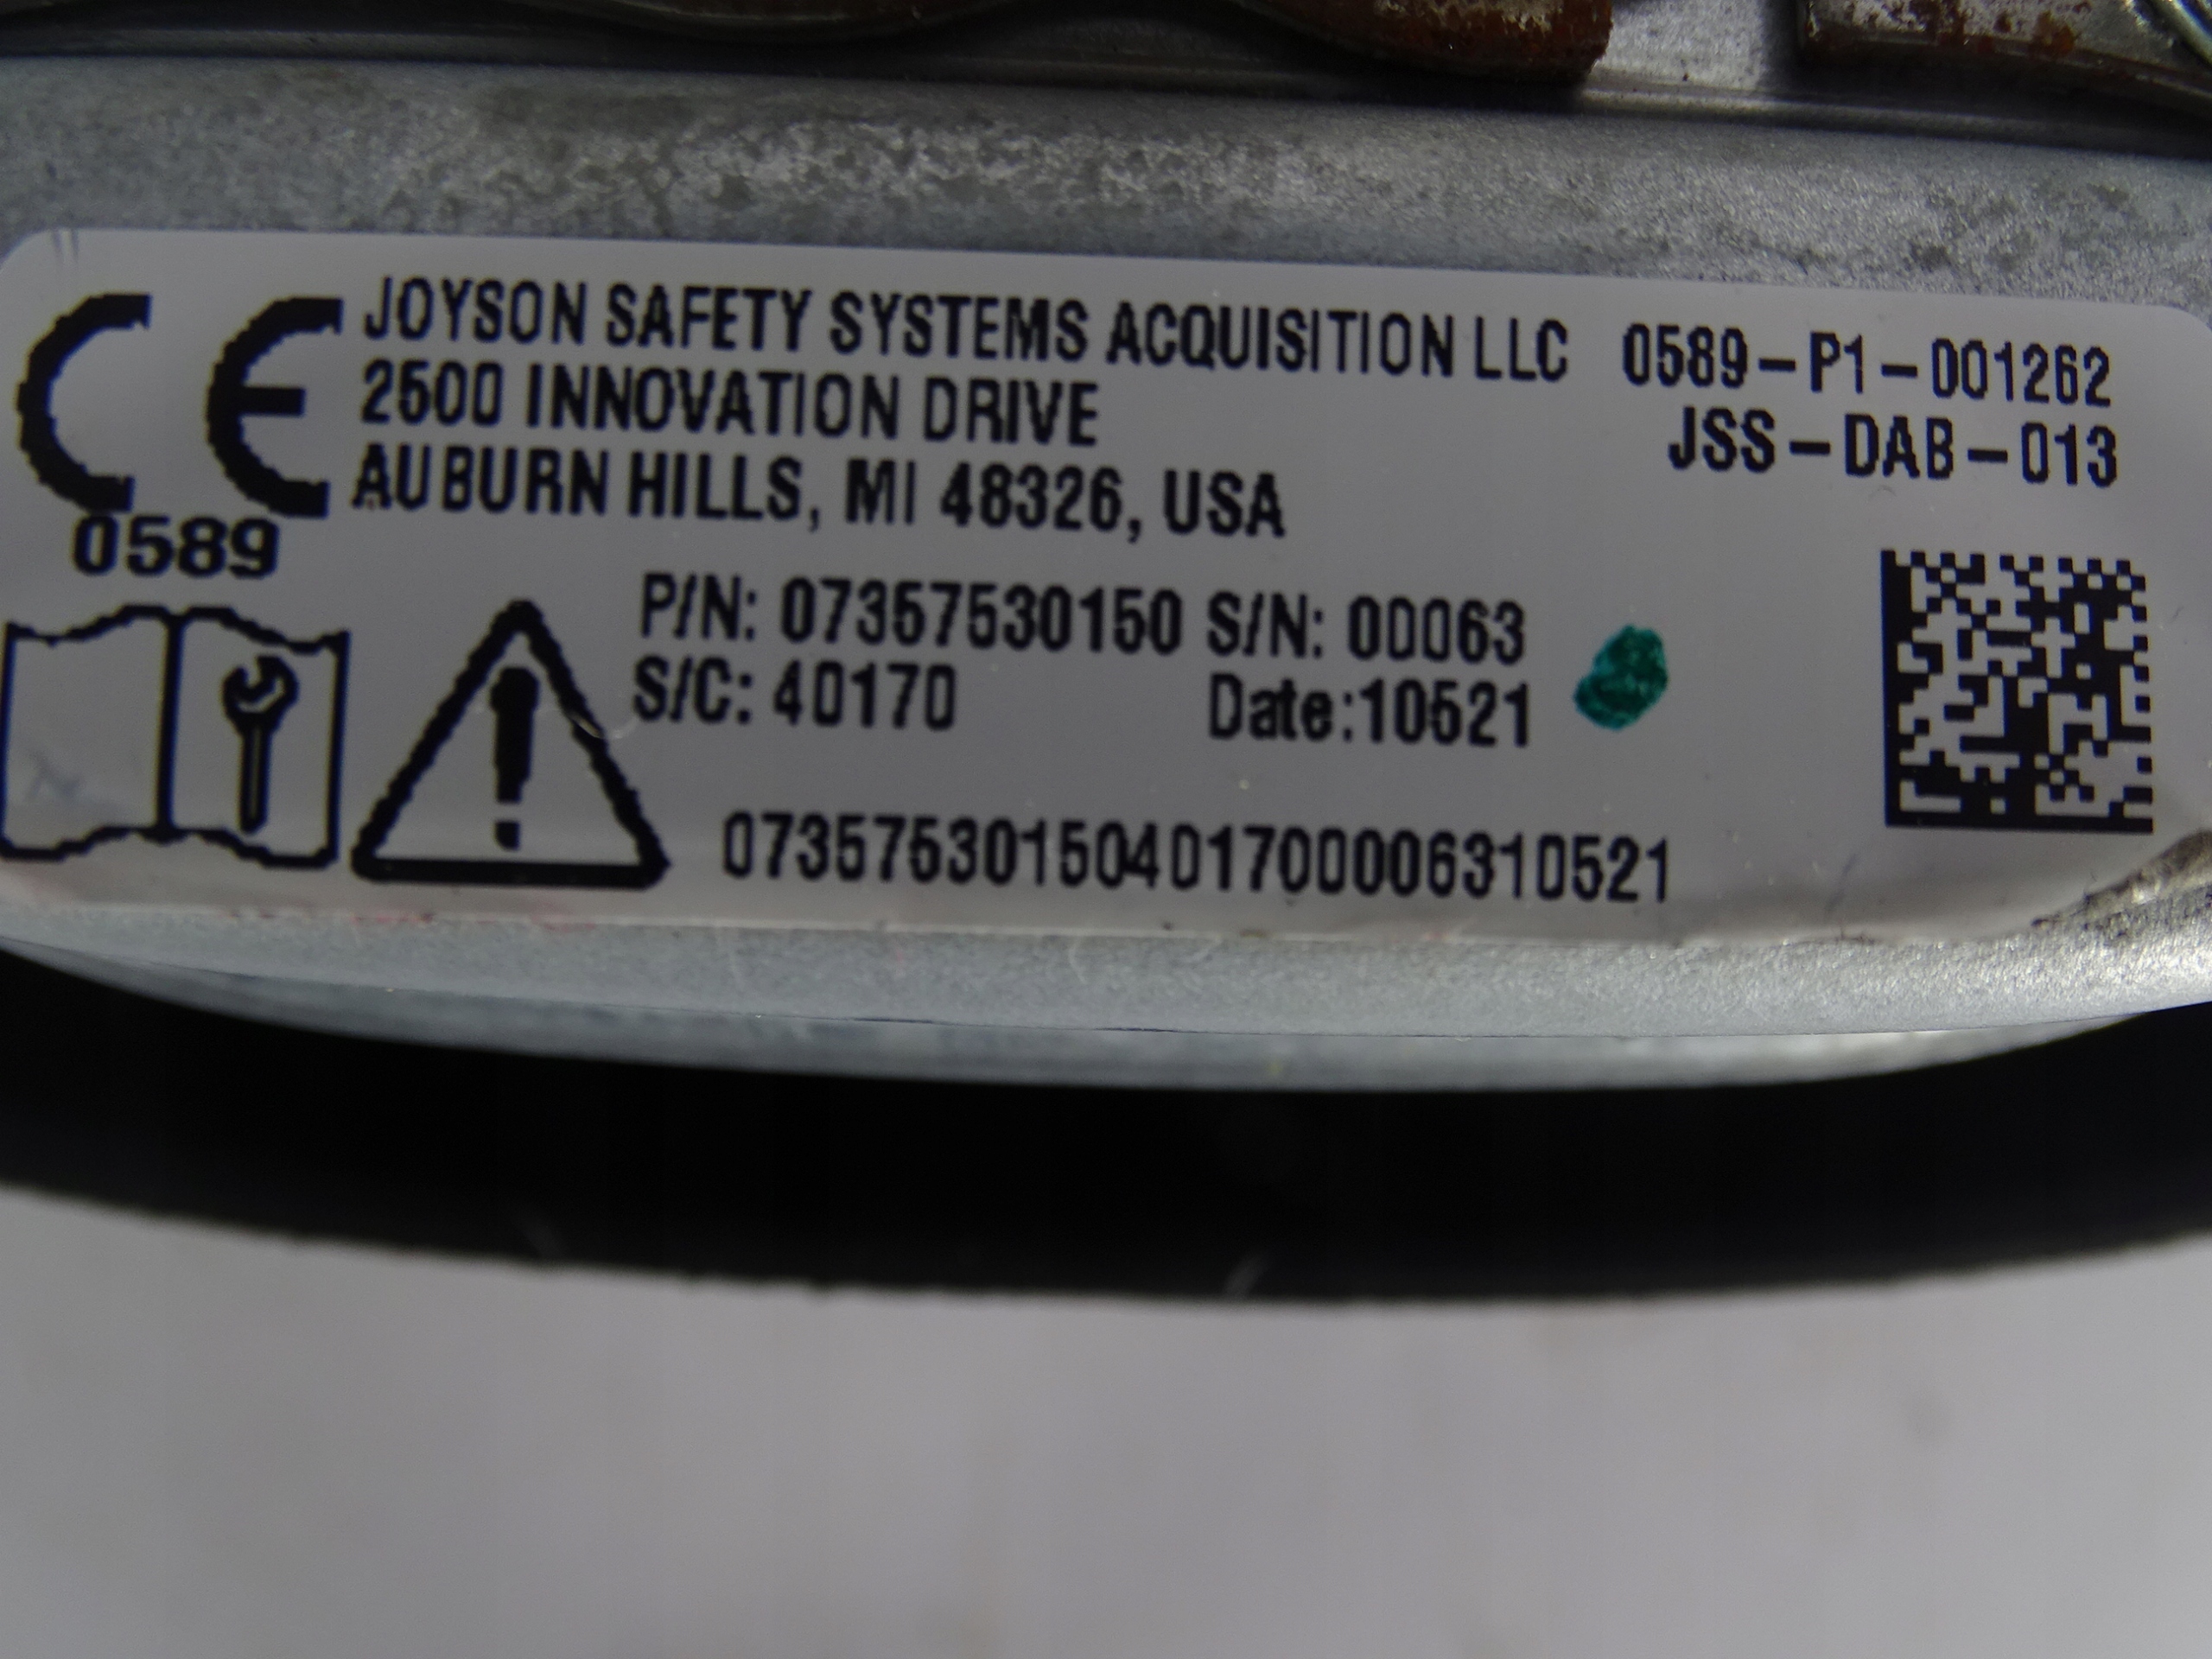 CE
JOYSON SAFETY SYSTEMS ACQUISITION LLC
2500 INNOVATION DRIVE
AUBURN HILLS, MI 48326, USA
0589-P1-001262
JSS-DAB-013
0589
P/N: 07357530150 S/N: 00063
S/C: 40170 Date:10521
07357530150401700006310521